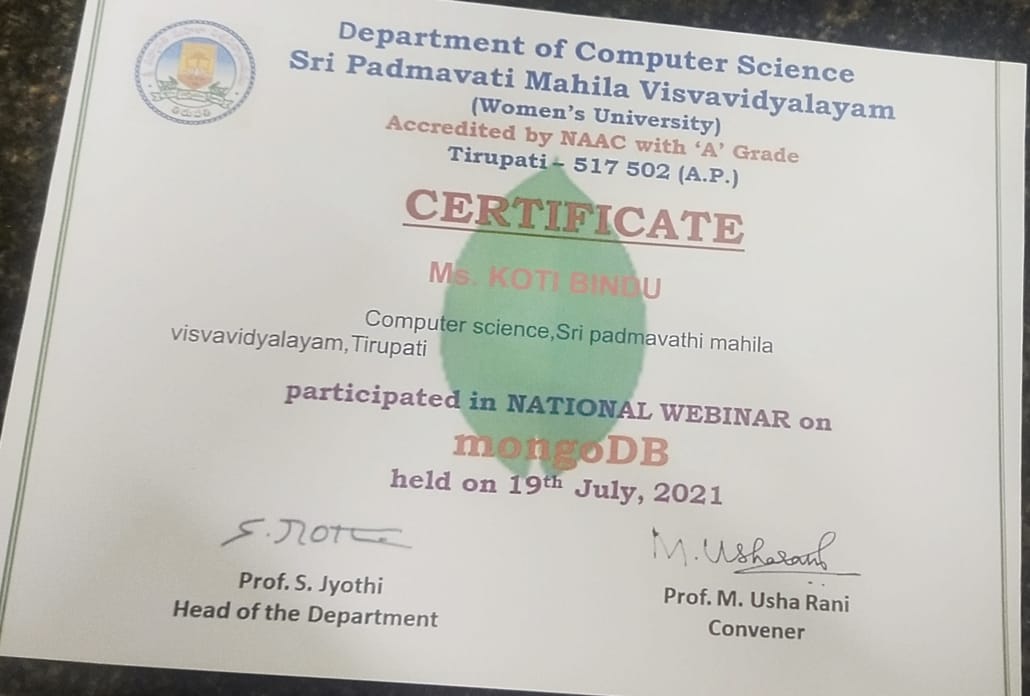 Department of Computer Science
Sri Padmavati Mahila Visvavidyalayam
(Women's University)
Accredited by NAAC with 'A' Grade
Tirupati - 517 502 (A.P.)
CERTIFICATE
Ms. KOTI BINDU
Computer science,Sri padmavathi mahila
visvavidyalayam,Tirupati
participated in NATIONAL WEBINAR on
mongoDB
held on 19th July, 2021
S. Jyothi
M. Usharani
Prof. S. Jyothi
Head of the Department
Prof. M. Usha Rani
Convener